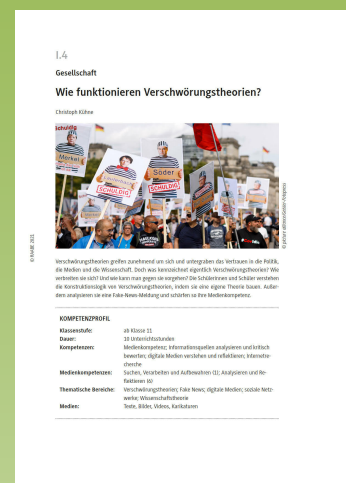 I.4
Gesellschaft
Wie funktionieren Verschwörungstheorien?
Christoph Kühne
Schuldig
Merkel
Lauterbach
SCHULDIG
Söder
SCHULDIG
© RAABE 2021
© picture alliance/
Verschwörungstheorien greifen zunehmend um sich und untergraben das Vertrauen in die Politik,
die Medien und die Wissenschaft. Doch was kennzeichnet eigentlich Verschwörungstheorien? Wie
verbreiten sie sich? Und wie kann man gegen sie vorgehen? Die Schülerinnen und Schüler verstehen
die Konstruktionslogik von Verschwörungstheorien, indem sie eine eigene Theorie bauen. Außer-
dem analysieren sie eine Fake-News-Meldung und schärfen so ihre Medienkompetenz.
KOMPETENZPROFIL
Klassenstufe: ab Klasse 11
Dauer: 10 Unterrichtsstunden
Kompetenzen: Medienkompetenz; Informationsquellen analysieren und kritisch
bewerten; digitale Medien verstehen und reflektieren; Internetre-
cherche
Medienkompetenzen: Suchen, Verarbeiten und Aufbewahren (1); Analysieren und Re-
flektieren (6)
Thematische Bereiche: Verschwörungstheorien; Fake News; digitale Medien; soziale Netz-
werke; Wissenschaftstheorie
Medien: Texte, Bilder, Videos, Karikaturen